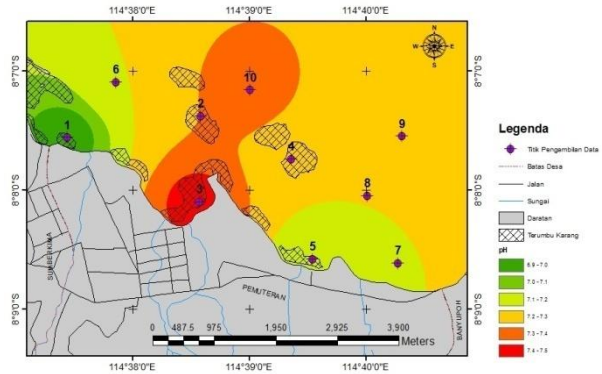 114°38'0"E 114°39'0"E 114°40'0"E
8°7'0"S
8°8'0"S
8°9'0"S
8°7'0"S
8°8'0"S
8°9'0"S
N
W E
S
6
10
2
1
9
4
8
3
5
7
SUMBERKIMA
PEMUTERAN
BANYUPOH
0 487.5 975 1,950 2,925 3,900
Meters
114°38'0"E 114°39'0"E 114°40'0"E
Legenda
Titik Pengambilan Data
Batas Desa
Jalan
Sungai
Daratan
Terumbu Karang
pH
6.9 - 7.0
7.0 - 7.1
7.1 - 7.2
7.2 - 7.3
7.3 - 7.4
7.4 - 7.5